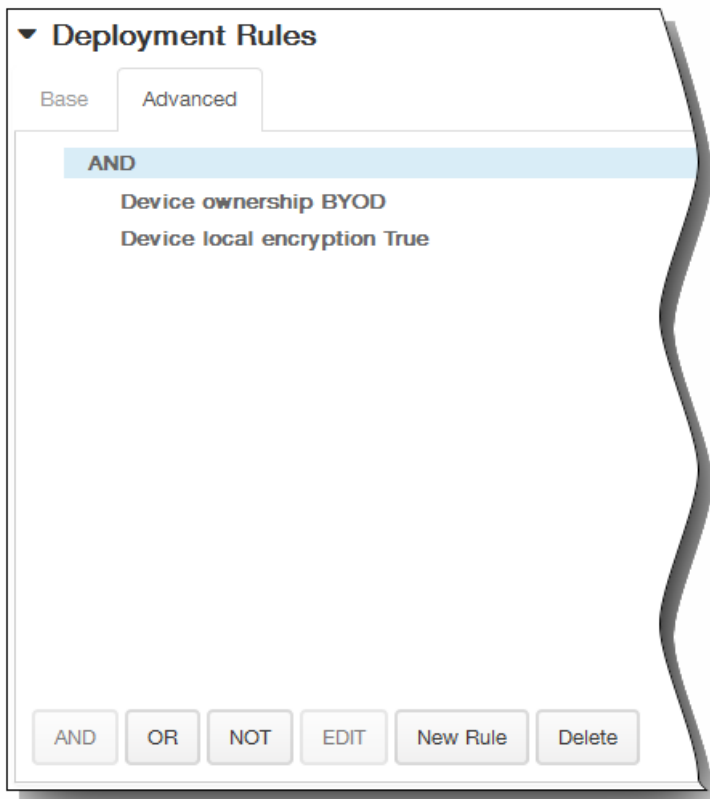 Deployment Rules
Base Advanced
AND
Device ownership BYOD
Device local encryption True
AND OR NOT EDIT New Rule Delete